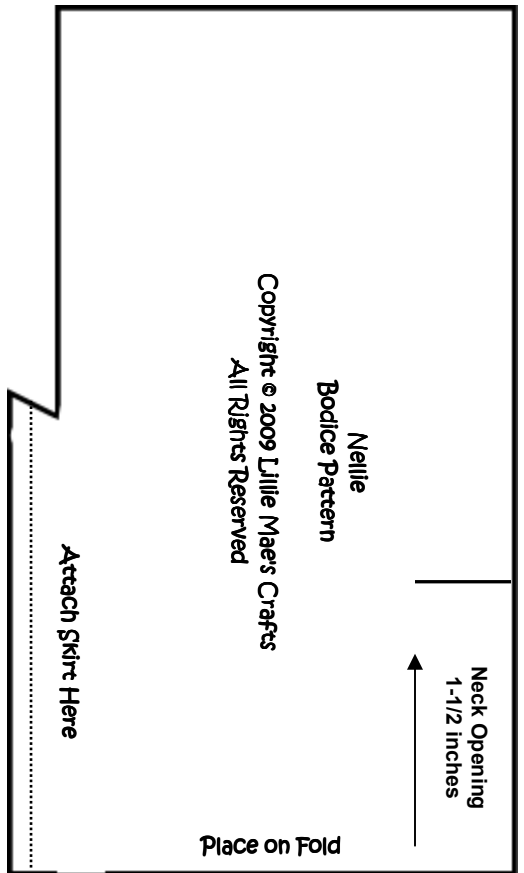 Nellie
Bodice Pattern
Copyright © 2009 Lillie Mae's Crafts
All Rights Reserved
Neck Opening
1-1/2 inches
Attach Skirt Here
Place on Fold